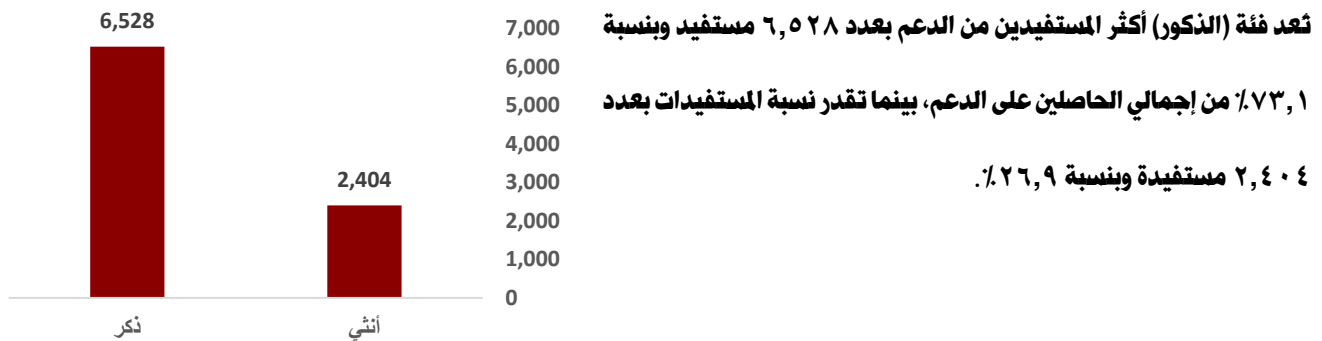 تُعد فئة (الذكور) أكثر المستفيدين من الدعم بعدد ٦,٥٢٨ مستفيد وبنسبة
٧٣,١٪ من إجمالي الحاصلين على الدعم، بينما تقدر نسبة المستفيدات بعدد
٢,٤٠٤ مستفيدة وبنسبة ٢٦,٩٪.
7,000
6,000
5,000
4,000
3,000
2,000
1,000
0
6,528
2,404
أنثي
ذكر